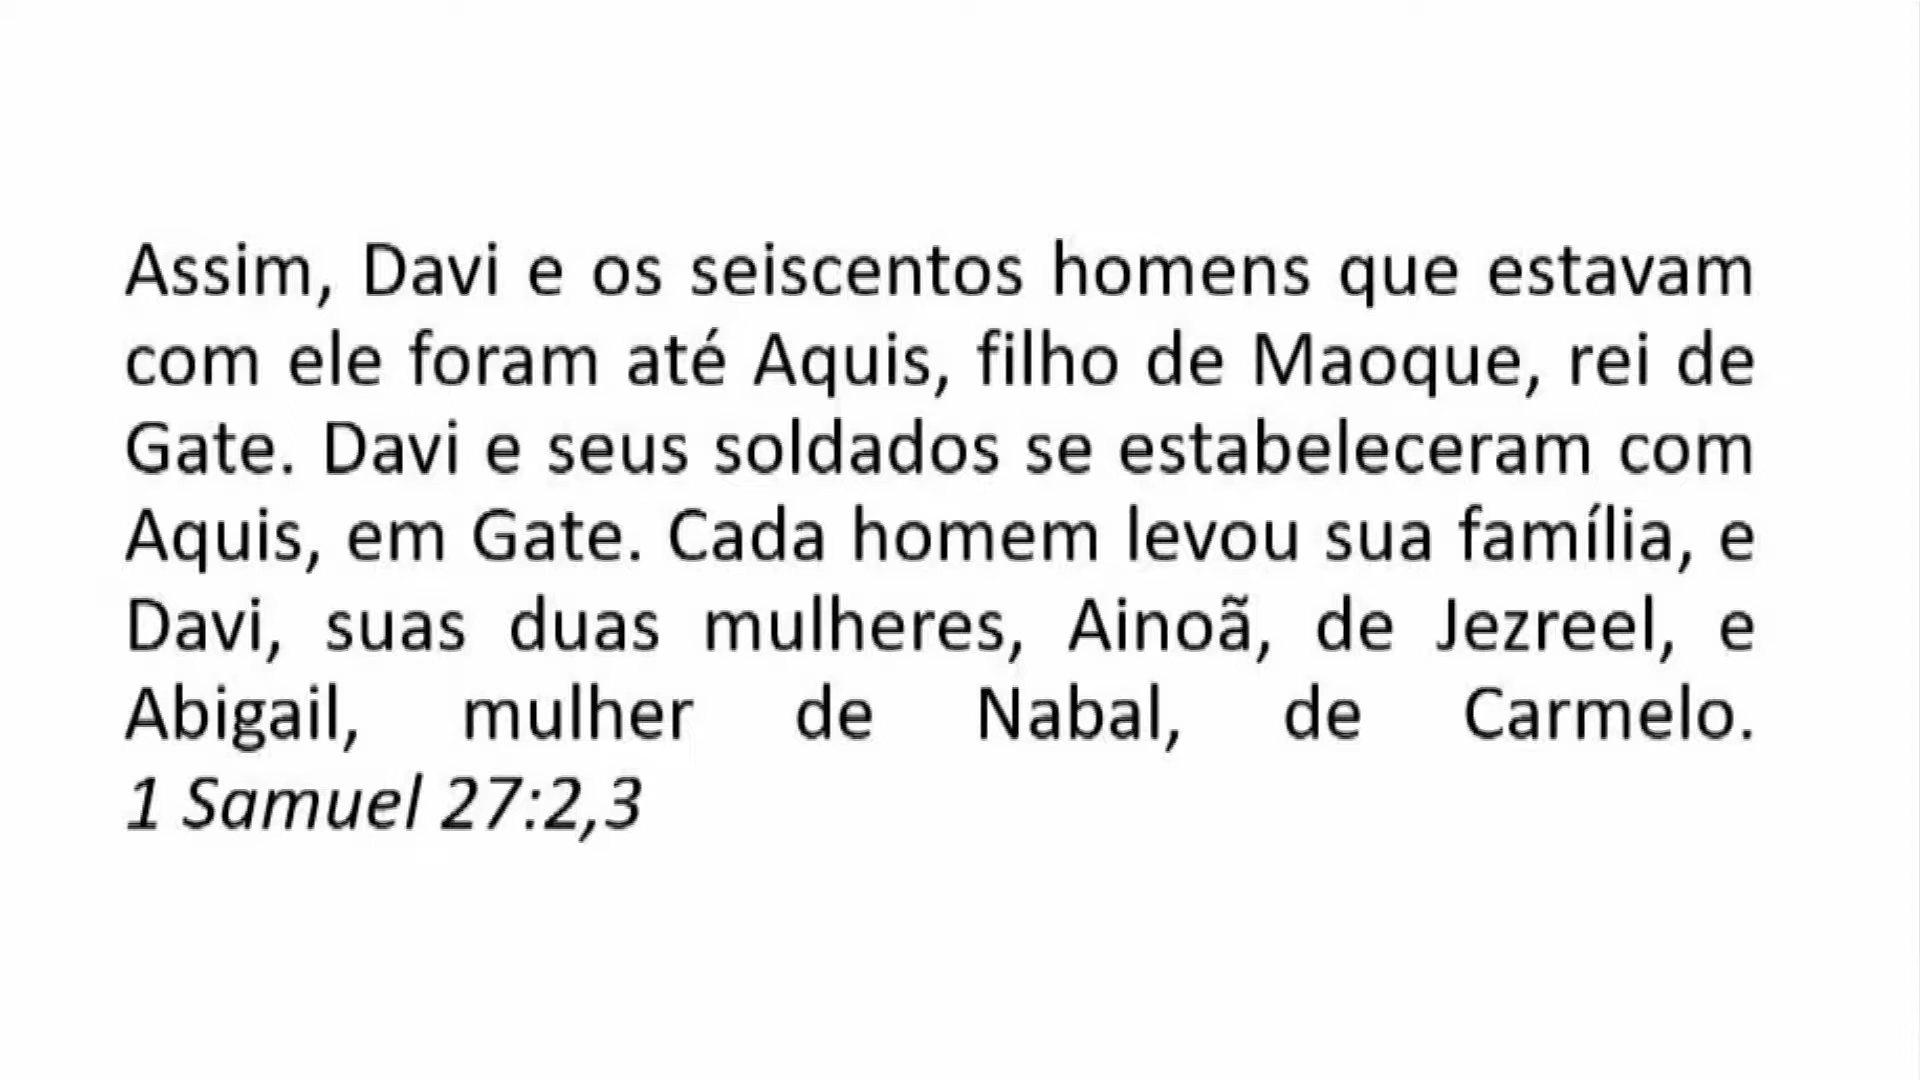 Assim, Davi e os seiscentos homens que estavam
com ele foram até Aquis, filho de Maoque, rei de
Gate. Davi e seus soldados se estabeleceram com
Aquis, em Gate. Cada homem levou sua família, e
Davi, suas duas mulheres, Ainoã, de Jezreel, e
Abigail, mulher de Nabal, de Carmelo.
1 Samuel 27:2,3